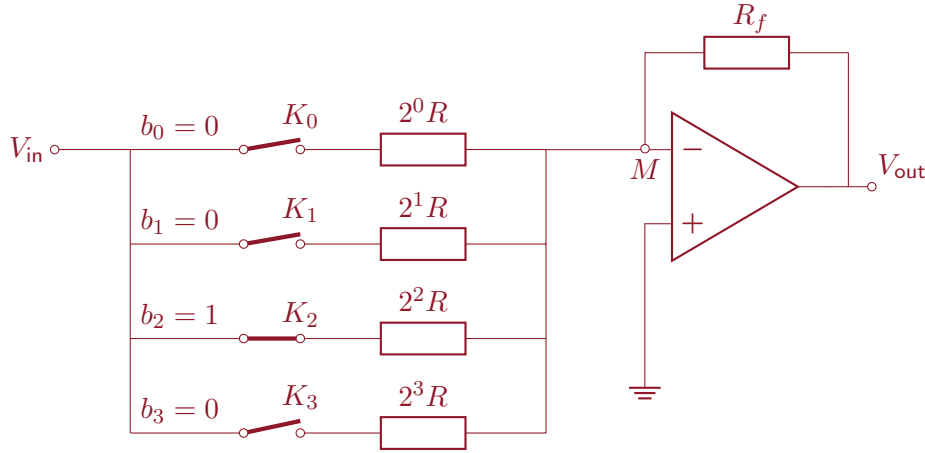 R_f
b_0 = 0 K_0 2^0 R
V_in
M − +
V_out
b_1 = 0 K_1 2^1 R
b_2 = 1 K_2 2^2 R
b_3 = 0 K_3 2^3 R